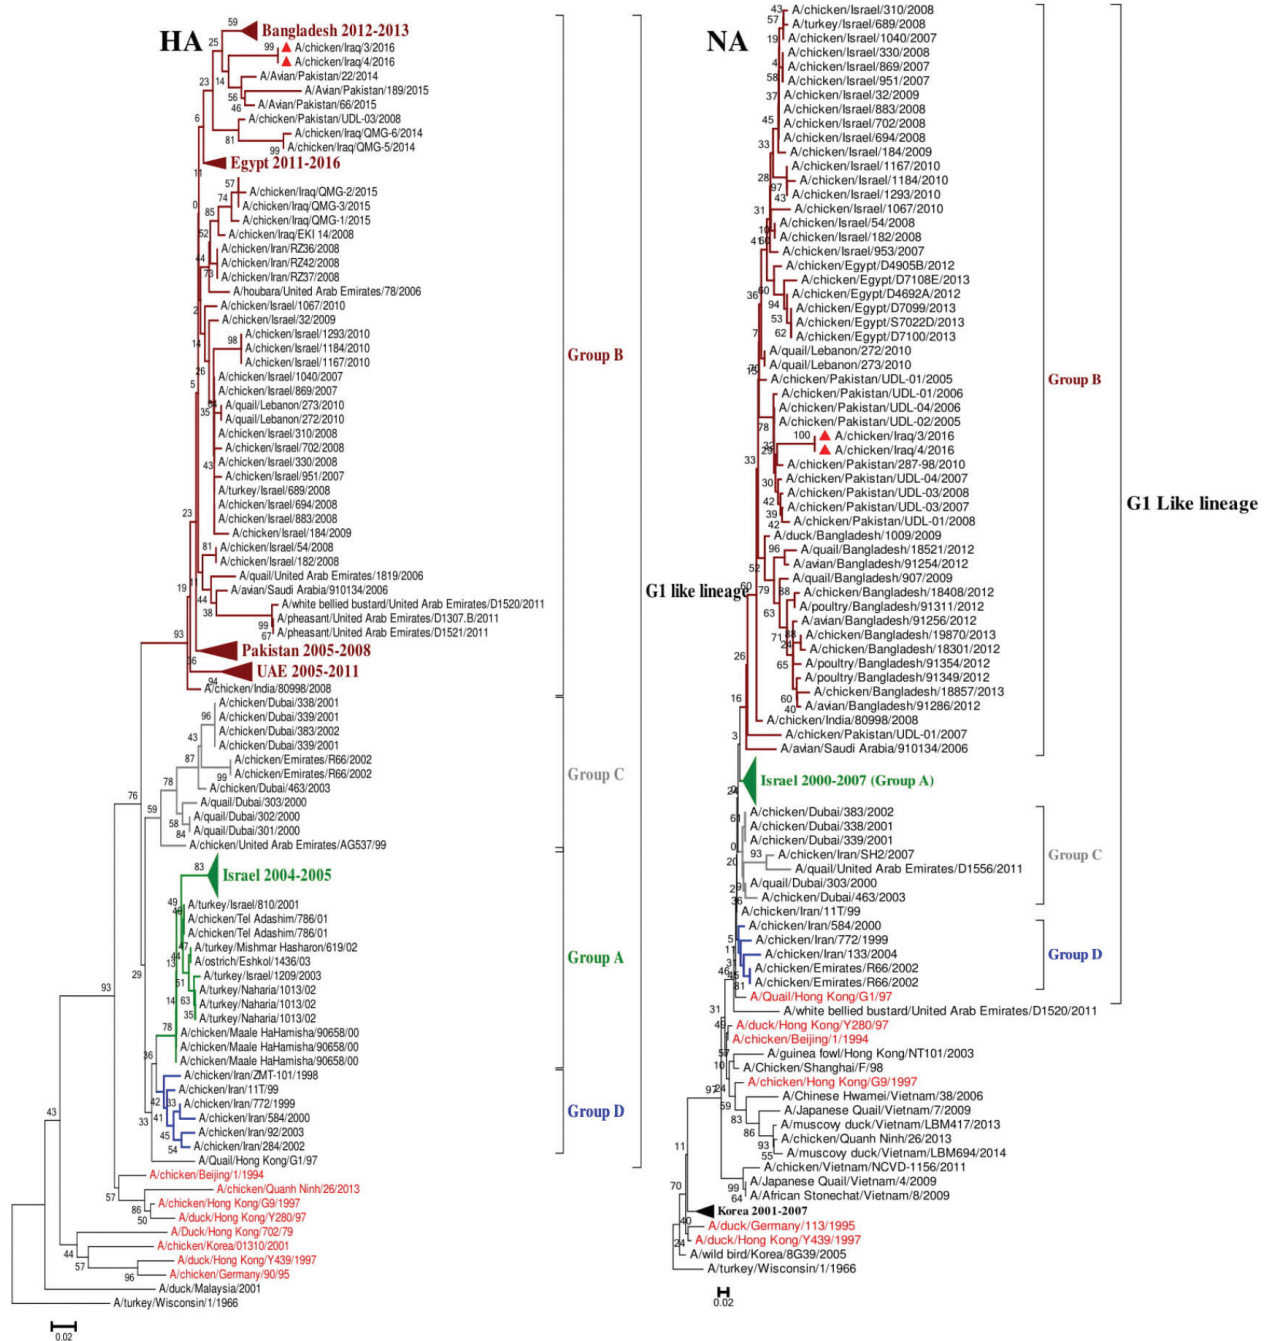 HA
Bangladesh 2012-2013
A/chicken/Iraq/3/2016
A/chicken/Iraq/4/2016
A/Avian/Pakistan/22/2014
A/Avian/Pakistan/189/2015
A/Avian/Pakistan/66/2015
A/chicken/Pakistan/UDL-03/2008
A/chicken/Iraq/QMG-6/2014
A/chicken/Iraq/QMG-5/2014
Egypt 2011-2016
A/chicken/Iraq/QMG-2/2015
A/chicken/Iraq/QMG-3/2015
A/chicken/Iraq/QMG-1/2015
A/chicken/Iraq/EKI 14/2008
A/chicken/Iran/RZ36/2008
A/chicken/Iran/RZ42/2008
A/chicken/Iran/RZ37/2008
A/houbara/United Arab Emirates/78/2006
A/chicken/Israel/1067/2010
A/chicken/Israel/32/2009
A/chicken/Israel/1293/2010
A/chicken/Israel/1184/2010
A/chicken/Israel/1167/2010
A/chicken/Israel/1040/2007
A/chicken/Israel/869/2007
A/quail/Lebanon/273/2010
A/quail/Lebanon/272/2010
A/chicken/Israel/310/2008
A/chicken/Israel/702/2008
A/chicken/Israel/330/2008
A/chicken/Israel/951/2007
A/turkey/Israel/689/2008
A/chicken/Israel/694/2008
A/chicken/Israel/883/2008
A/chicken/Israel/184/2009
A/chicken/Israel/54/2008
A/chicken/Israel/182/2008
A/quail/United Arab Emirates/1819/2006
A/avian/Saudi Arabia/910134/2006
A/white bellied bustard/United Arab Emirates/D1520/2011
A/pheasant/United Arab Emirates/D1307.B/2011
A/pheasant/United Arab Emirates/D1521/2011
Pakistan 2005-2008
UAE 2005-2011
A/chicken/India/80998/2008
Group B
A/chicken/Dubai/338/2001
A/chicken/Dubai/339/2001
A/chicken/Dubai/383/2002
A/chicken/Dubai/339/2001
A/chicken/Emirates/R66/2002
A/chicken/Emirates/R66/2002
A/chicken/Dubai/463/2003
A/quail/Dubai/303/2000
A/quail/Dubai/302/2000
A/quail/Dubai/301/2000
A/chicken/United Arab Emirates/AG537/99
Group C
Israel 2004-2005
A/turkey/Israel/810/2001
A/chicken/Tel Adashim/786/01
A/chicken/Tel Adashim/786/01
A/turkey/Mishmar Hasharon/619/02
A/ostrich/Eshkol/1436/03
A/turkey/Israel/1209/2003
A/turkey/Naharia/1013/02
A/turkey/Naharia/1013/02
A/turkey/Naharia/1013/02
A/chicken/Maale HaHamisha/90658/00
A/chicken/Maale HaHamisha/90658/00
A/chicken/Maale HaHamisha/90658/00
Group A
A/chicken/Iran/ZMT-101/1998
A/chicken/Iran/11T/99
A/chicken/Iran/772/1999
A/chicken/Iran/584/2000
A/chicken/Iran/92/2003
A/chicken/Iran/284/2002
Group D
A/Quail/Hong Kong/G1/97
G1 like lineage
A/chicken/Beijing/1/1994
A/chicken/Quanh Ninh/26/2013
A/chicken/Hong Kong/G9/1997
A/duck/Hong Kong/Y280/97
A/Duck/Hong Kong/702/79
A/chicken/Korea/01310/2001
A/duck/Hong Kong/Y439/1997
A/chicken/Germany/90/95
A/duck/Malaysia/2001
A/turkey/Wisconsin/1/1966
0.02
NA
A/chicken/Israel/310/2008
A/turkey/Israel/689/2008
A/chicken/Israel/1040/2007
A/chicken/Israel/330/2008
A/chicken/Israel/869/2007
A/chicken/Israel/951/2007
A/chicken/Israel/32/2009
A/chicken/Israel/883/2008
A/chicken/Israel/702/2008
A/chicken/Israel/694/2008
A/chicken/Israel/184/2009
A/chicken/Israel/1167/2010
A/chicken/Israel/1184/2010
A/chicken/Israel/1293/2010
A/chicken/Israel/1067/2010
A/chicken/Israel/54/2008
A/chicken/Israel/182/2008
A/chicken/Israel/953/2007
A/chicken/Egypt/D4905B/2012
A/chicken/Egypt/D7108E/2013
A/chicken/Egypt/D4692A/2012
A/chicken/Egypt/D7099/2013
A/chicken/Egypt/S7022D/2013
A/chicken/Egypt/D7100/2013
A/quail/Lebanon/272/2010
A/quail/Lebanon/273/2010
A/chicken/Pakistan/UDL-01/2005
A/chicken/Pakistan/UDL-01/2006
A/chicken/Pakistan/UDL-04/2006
A/chicken/Pakistan/UDL-02/2005
A/chicken/Iraq/3/2016
A/chicken/Iraq/4/2016
A/chicken/Pakistan/287-98/2010
A/chicken/Pakistan/UDL-04/2007
A/chicken/Pakistan/UDL-03/2008
A/chicken/Pakistan/UDL-03/2007
A/chicken/Pakistan/UDL-01/2008
A/duck/Bangladesh/1009/2009
A/quail/Bangladesh/18521/2012
A/avian/Bangladesh/91254/2012
A/quail/Bangladesh/907/2009
A/chicken/Bangladesh/18408/2012
A/poultry/Bangladesh/91311/2012
A/avian/Bangladesh/91256/2012
A/chicken/Bangladesh/19870/2013
A/chicken/Bangladesh/18301/2012
A/poultry/Bangladesh/91354/2012
A/poultry/Bangladesh/91349/2012
A/chicken/Bangladesh/18857/2013
A/avian/Bangladesh/91286/2012
A/chicken/India/80998/2008
A/chicken/Pakistan/UDL-01/2007
A/avian/Saudi Arabia/910134/2006
Group B
G1 Like lineage
Israel 2000-2007 (Group A)
A/chicken/Dubai/383/2002
A/chicken/Dubai/338/2001
A/chicken/Dubai/339/2001
A/chicken/Iran/SH2/2007
A/quail/United Arab Emirates/D1556/2011
A/quail/Dubai/303/2000
A/chicken/Dubai/463/2003
Group C
A/chicken/Iran/11T/99
A/chicken/Iran/584/2000
A/chicken/Iran/772/1999
A/chicken/Iran/133/2004
A/chicken/Emirates/R66/2002
A/chicken/Emirates/R66/2002
Group D
A/Quail/Hong Kong/G1/97
A/white bellied bustard/United Arab Emirates/D1520/2011
A/duck/Hong Kong/Y280/97
A/chicken/Beijing/1/1994
A/guinea fowl/Hong Kong/NT101/2003
A/Chicken/Shanghai/F/98
A/chicken/Hong Kong/G9/1997
A/Chinese Hwamei/Vietnam/38/2006
A/Japanese Quail/Vietnam/7/2009
A/muscovy duck/Vietnam/LBM417/2013
A/chicken/Quanh Ninh/26/2013
A/muscovy duck/Vietnam/LBM694/2014
A/chicken/Vietnam/NCVD-1156/2011
A/Japanese Quail/Vietnam/4/2009
A/African Stonechat/Vietnam/8/2009
Korea 2001-2007
A/duck/Germany/113/1995
A/duck/Hong Kong/Y439/1997
A/wild bird/Korea/8G39/2005
A/turkey/Wisconsin/1/1966
0.02